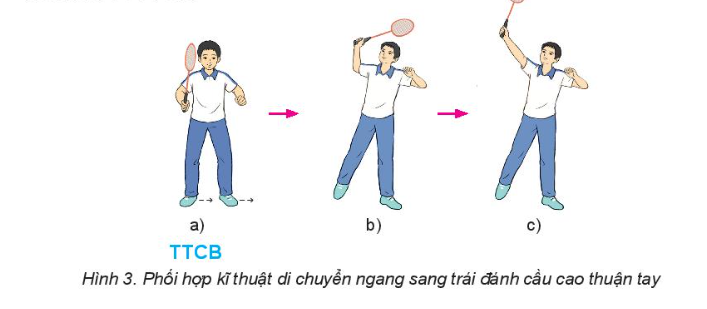 a)
b)
c)
TTCB
Hình 3. Phối hợp kĩ thuật di chuyển ngang sang trái đánh cầu cao thuận tay